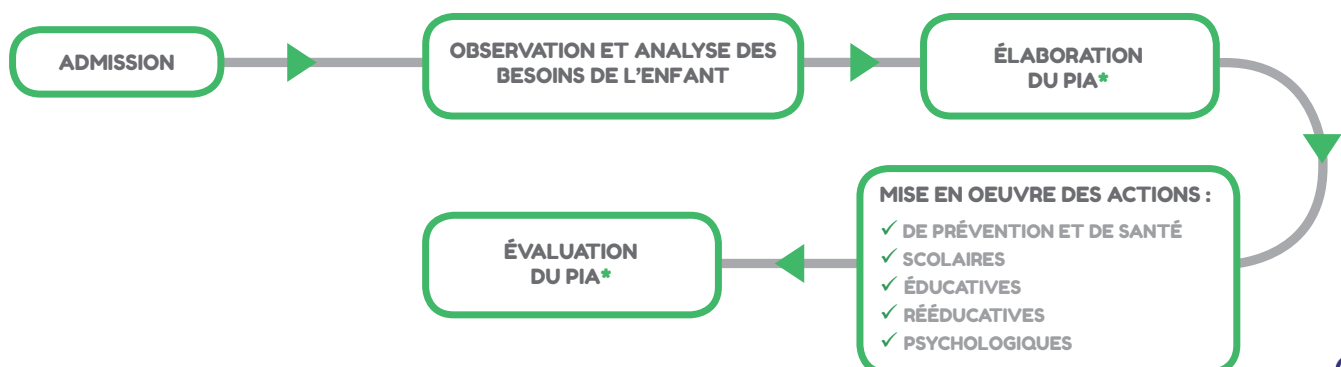 ADMISSION
OBSERVATION ET ANALYSE DES
BESOINS DE L'ENFANT
ÉLABORATION
DU PIA*
MISE EN OEUVRE DES ACTIONS :
✓ DE PRÉVENTION ET DE SANTÉ
✓ SCOLAIRES
✓ ÉDUCATIVES
✓ RÉÉDUCATIVES
✓ PSYCHOLOGIQUES
ÉVALUATION
DU PIA*